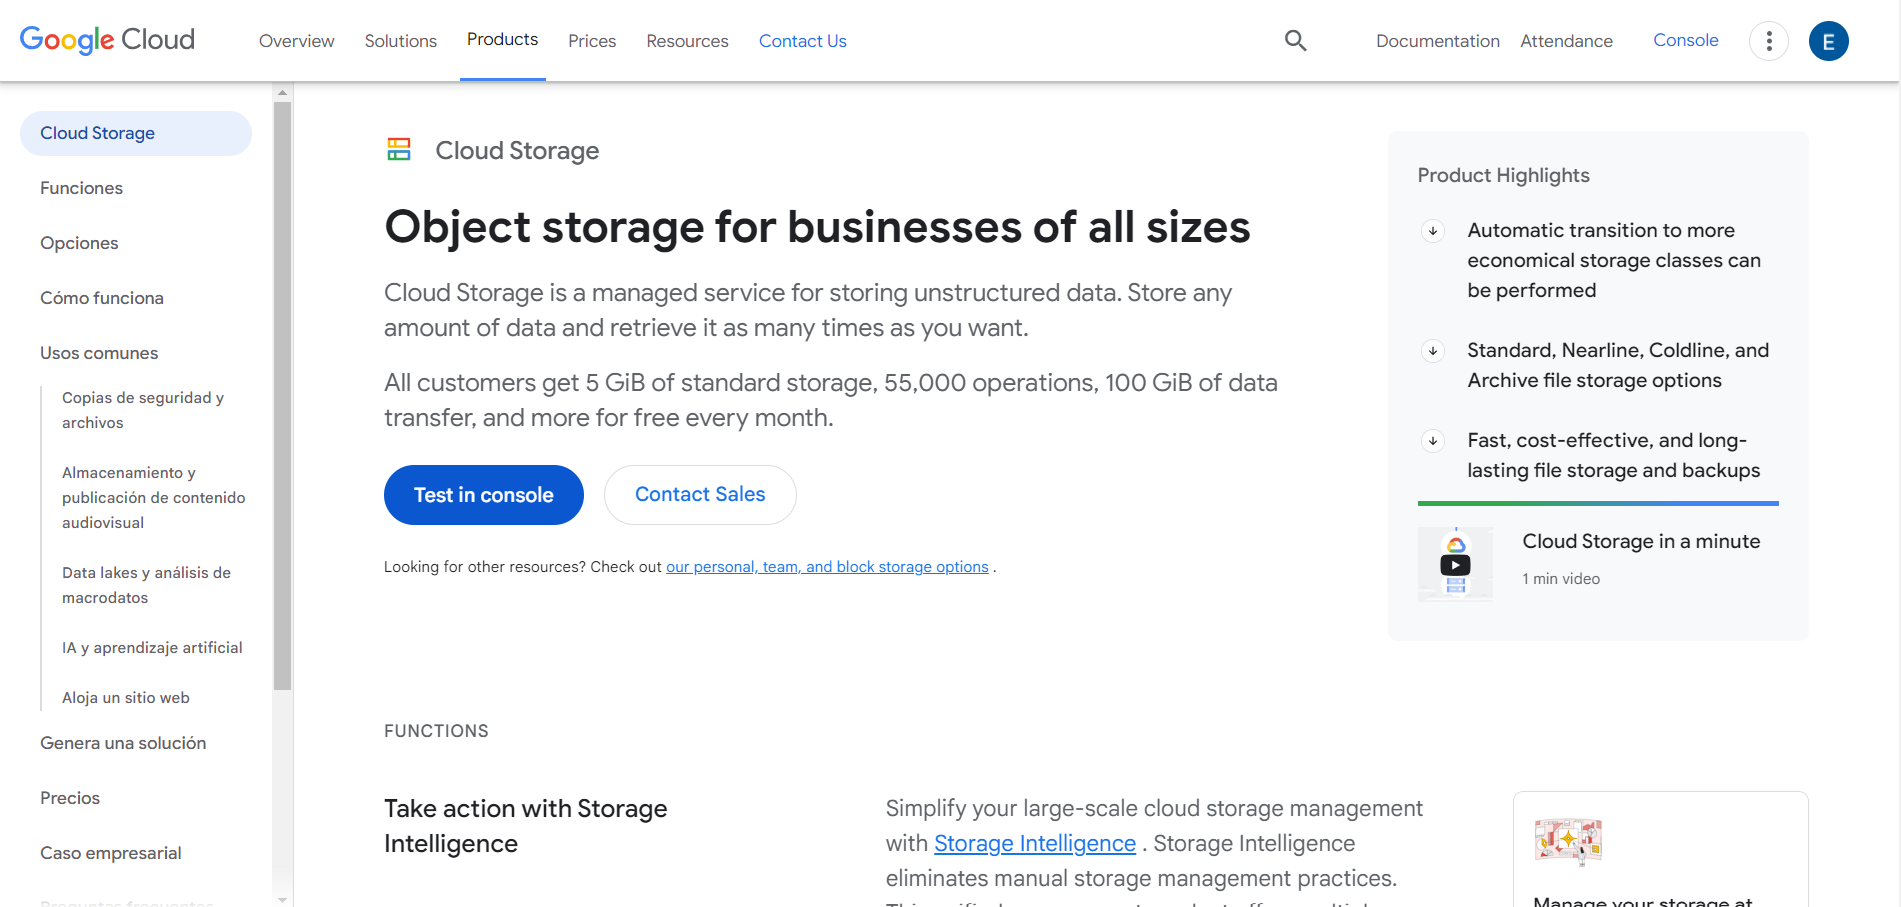 Google Cloud
Overview
Solutions
Products
Prices
Resources
Contact Us
Documentation
Attendance
Console
E
Cloud Storage
Funciones
Opciones
Cómo funciona
Usos comunes
Copias de seguridad y
archivos
Almacenamiento y
publicación de contenido
audiovisual
Data lakes y análisis de
macrodatos
IA y aprendizaje artificial
Aloja un sitio web
Genera una solución
Precios
Caso empresarial
Preguntas frecuentes
Cloud Storage
Object storage for businesses of all sizes
Cloud Storage is a managed service for storing unstructured data. Store any
amount of data and retrieve it as many times as you want.
All customers get 5 GiB of standard storage, 55,000 operations, 100 GiB of data
transfer, and more for free every month.
Test in console
Contact Sales
Looking for other resources? Check out our personal, team, and block storage options .
Product Highlights
Automatic transition to more
economical storage classes can
be performed
Standard, Nearline, Coldline, and
Archive file storage options
Fast, cost-effective, and long-
lasting file storage and backups
Cloud Storage in a minute
1 min video
FUNCTIONS
Take action with Storage
Intelligence
Simplify your large-scale cloud storage management
with Storage Intelligence . Storage Intelligence
eliminates manual storage management practices.
Manage your storage at